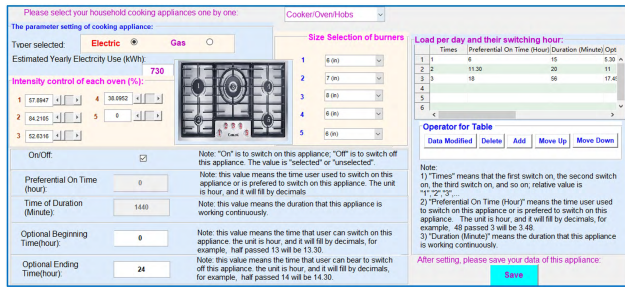 Please select your household cooking appliances one by one:
Cooker/Oven/Hobs
The parameter setting of cooking appliance:
Type selected: Electric Gas
Estimated Yearly Electrcity Use (kWh):
730
Intensity control of each oven (%):
1 57.8947 4 38.0952
2 84.2105 5 0
3 52.6316
Size Selection of burners
1 6 (in)
2 7 (in)
3 8 (in)
4 6 (in)
5 6 (in)
On/Off:
Note: "On" is to switch on this appliance; "Off" is to switch off
this appliance. The value is "selected" or "unselected".
Preferential On Time
(hour):
0
Note: this value means the time user used to switch on this
appliance or is prefered to switch on this appliance. The unit
is hour, and it will fill by decimals
Time of Duration
(Minute):
1440
Note: this value means the duration that this appliance is
working continuously.
Optional Beginning
Time(hour):
0
Note: this value means the time that user can switch on this
appliance. the unit is hour, and it will fill by decimals, for
example, half passed 13 will be 13.30.
Optional Ending
Time(hour):
24
Note: this value means the time that user can bear to switch
off this appliance. the unit is hour, and it will fill by decimals,
for example, half passed 14 will be 14.30.
Load per day and their switching hour:
Times Preferential On Time (Hour) Duration (Minute) Opt
1 1 6 15 5.30
2 2 11.30 20 11
3 3 18 56 17.45
4
5
6
Operator for Table
Data Modified Delete Add Move Up Move Down
Note:
1) "Times" means that the first switch on, the second switch
on, the third switch on, and so on; relative value is
"1","2","3",...
2) "Preferential On Time (Hour)" means the time user used
to switch on this appliance or is prefered to switch on this
appliance. The unit is hour, and it will fill by decimals, for
example, 48 passed 3 will be 3.48.
3) "Duration (Minute)" means the duration that this appliance
is working continuously.
After setting, please save your data of this appliance:
Save